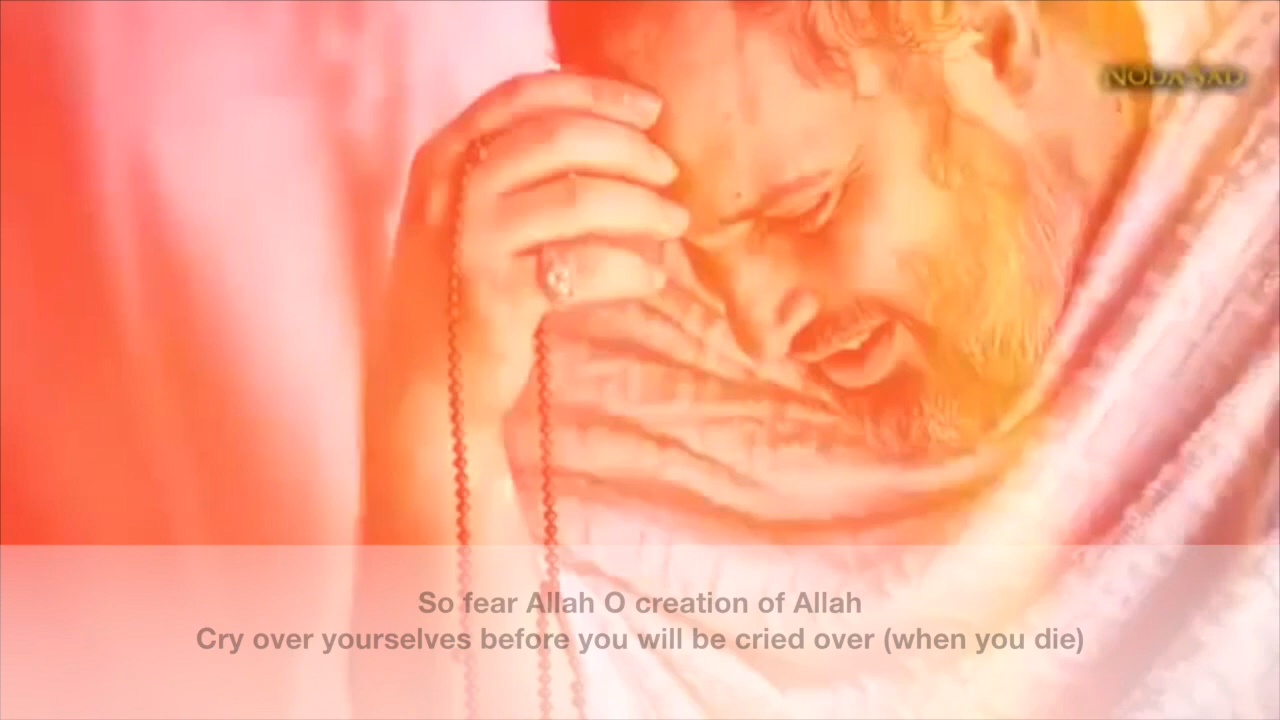 NODA SAD
So fear Allah O creation of Allah
Cry over yourselves before you will be cried over (when you die)